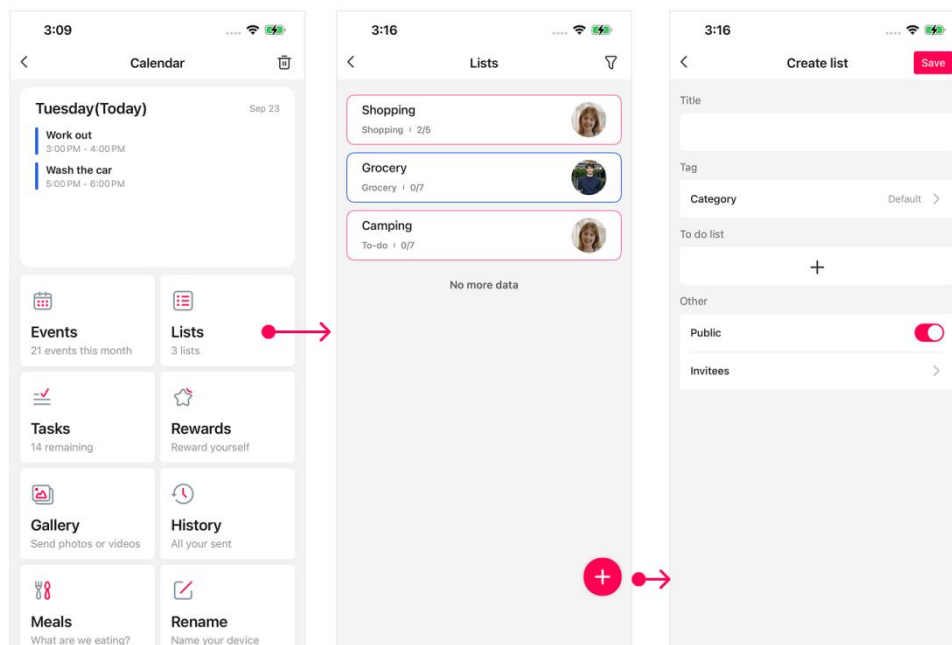 3:09
Calendar
Tuesday(Today)
Sep 23
Work out
3:00 PM - 4:00 PM
Wash the car
5:00 PM - 6:00 PM
Events
21 events this month
Lists
3 lists
Tasks
14 remaining
Rewards
Reward yourself
Gallery
Send photos or videos
History
All your sent
Meals
What are we eating?
Rename
Name your device
3:16
Lists
Shopping
Shopping | 2/5
Grocery
Grocery | 0/7
Camping
To-do | 0/7
No more data
3:16
Create list
Save
Title
Tag
Category
Default
To do list
Other
Public
Invitees